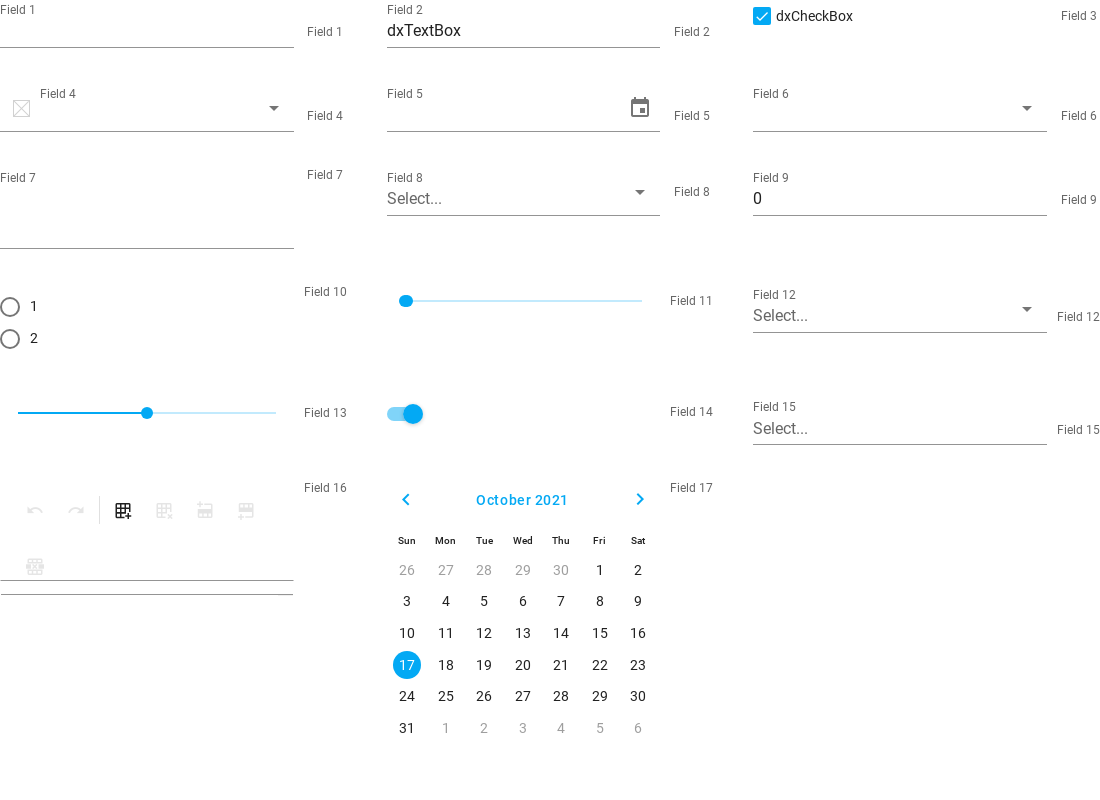 Field 1
Field 1
Field 2
dxTextBox
Field 2
dxCheckBox
Field 3
Field 4
Field 4
Field 5
Field 5
Field 6
Field 6
Field 7
Field 7
Field 8
Select...
Field 8
Field 9
0
Field 9
1
2
Field 10
Field 11
Field 12
Select...
Field 12
Field 13
Field 14
Field 15
Select...
Field 15
Field 16
October 2021
Field 17
Sun Mon Tue Wed Thu Fri Sat
26 27 28 29 30 1 2
3 4 5 6 7 8 9
10 11 12 13 14 15 16
17 18 19 20 21 22 23
24 25 26 27 28 29 30
31 1 2 3 4 5 6